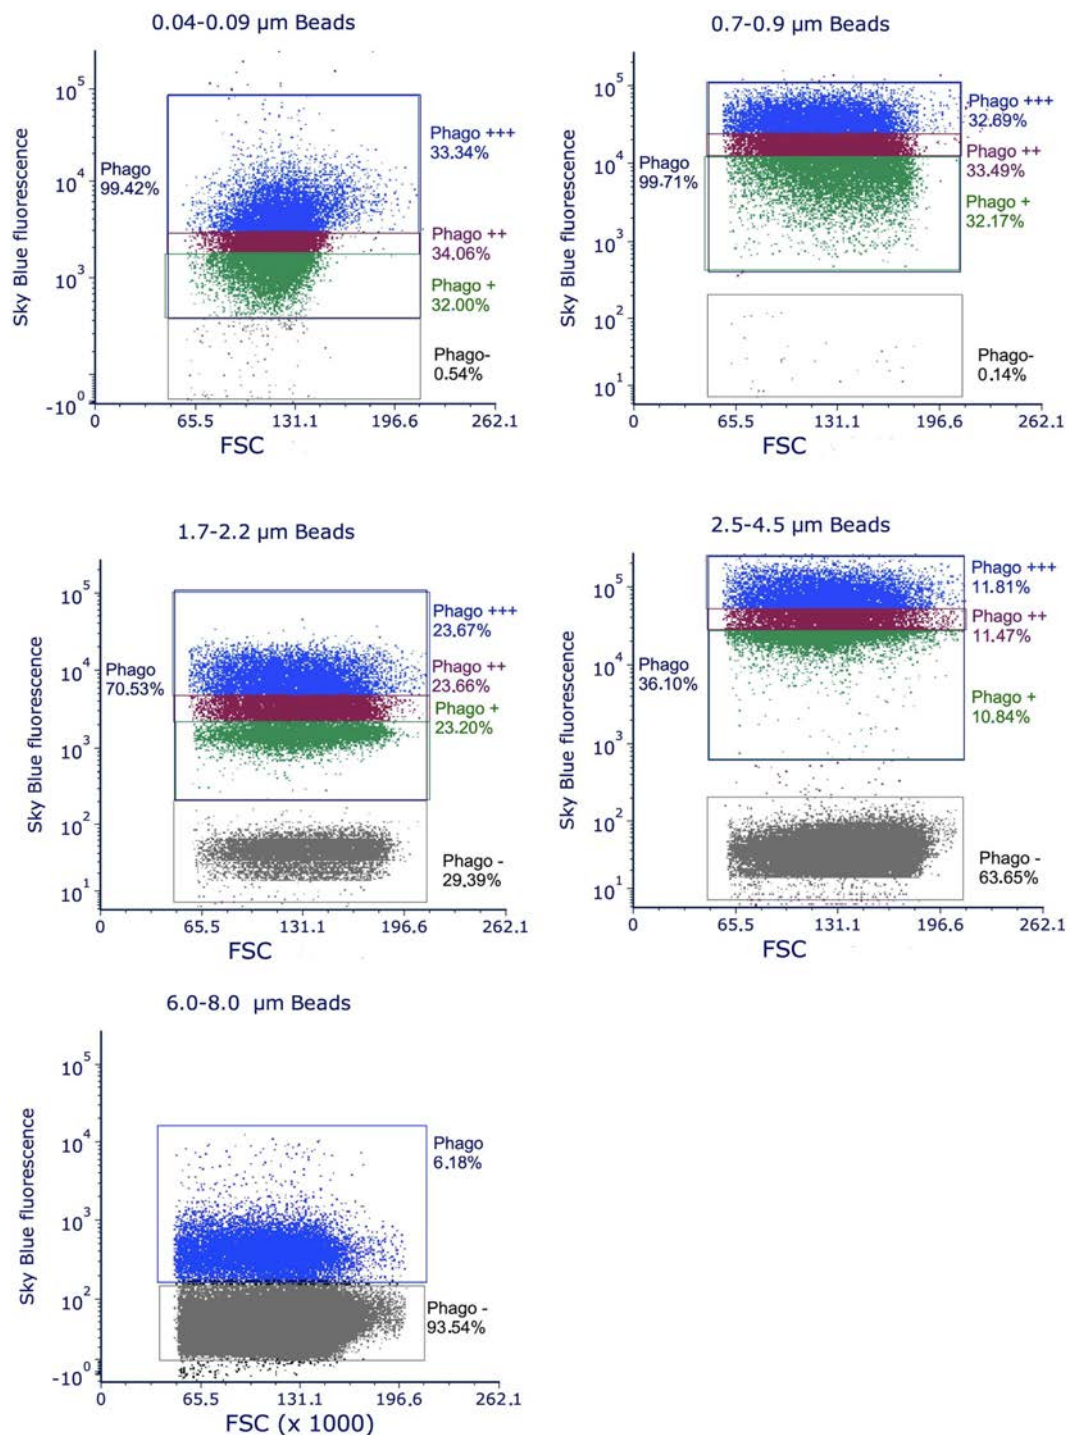 0.04-0.09 µm Beads
Sky Blue fluorescence
10^5
10^4
10^3
-10^0
Phago
99.42%
Phago +++
33.34%
Phago ++
34.06%
Phago +
32.00%
Phago-
0.54%
0 65.5 131.1 196.6 262.1
FSC
0.7-0.9 µm Beads
Sky Blue fluorescence
10^5
10^4
10^3
10^2
10^1
Phago
99.71%
Phago +++
32.69%
Phago ++
33.49%
Phago +
32.17%
Phago-
0.14%
0 65.5 131.1 196.6 262.1
FSC
1.7-2.2 µm Beads
Sky Blue fluorescence
10^5
10^4
10^3
10^2
10^1
Phago
70.53%
Phago +++
23.67%
Phago ++
23.66%
Phago +
23.20%
Phago -
29.39%
0 65.5 131.1 196.6 262.1
FSC
2.5-4.5 µm Beads
Sky Blue fluorescence
10^5
10^4
10^3
10^2
10^1
Phago
36.10%
Phago +++
11.81%
Phago ++
11.47%
Phago +
10.84%
Phago -
63.65%
0 65.5 131.1 196.6 262.1
FSC
6.0-8.0 µm Beads
Sky Blue fluorescence
10^5
10^4
10^3
10^2
-10^0
Phago
6.18%
Phago -
93.54%
0 65.5 131.1 196.6 262.1
FSC (x 1000)